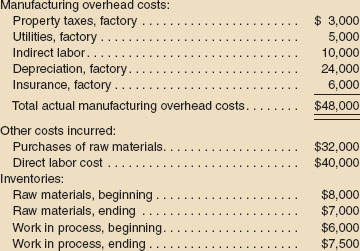 Manufacturing overhead costs:
Property taxes, factory . . . . . . . . . . . . . . . . . . . . . . . $ 3,000
Utilities, factory . . . . . . . . . . . . . . . . . . . . . . . . . . . . . 5,000
Indirect labor. . . . . . . . . . . . . . . . . . . . . . . . . . . . . . . 10,000
Depreciation, factory. . . . . . . . . . . . . . . . . . . . . . . . . 24,000
Insurance, factory . . . . . . . . . . . . . . . . . . . . . . . . . . . 6,000
Total actual manufacturing overhead costs. . . . . . . . $48,000
Other costs incurred:
Purchases of raw materials. . . . . . . . . . . . . . . . . . . . $32,000
Direct labor cost . . . . . . . . . . . . . . . . . . . . . . . . . . . . $40,000
Inventories:
Raw materials, beginning . . . . . . . . . . . . . . . . . . . . . $8,000
Raw materials, ending . . . . . . . . . . . . . . . . . . . . . . . $7,000
Work in process, beginning . . . . . . . . . . . . . . . . . . . . $6,000
Work in process, ending . . . . . . . . . . . . . . . . . . . . . . $7,500